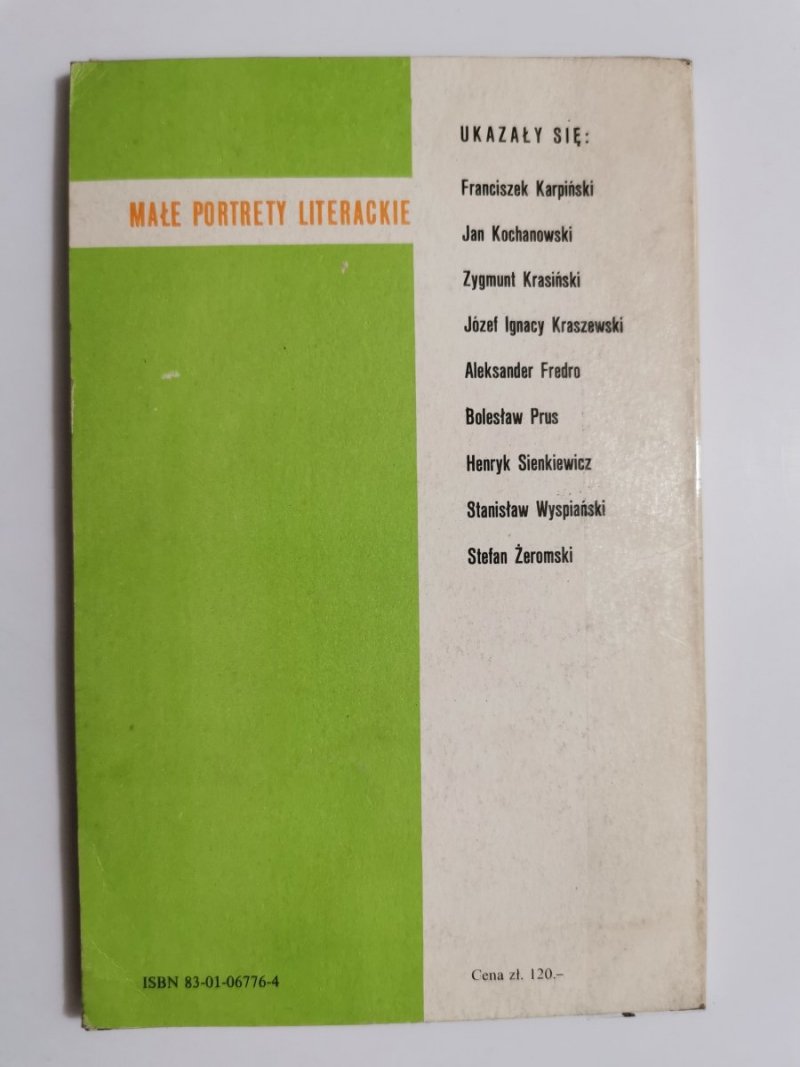 MAŁE PORTRETY LITERACKIE
UKAZAŁY SIĘ:
Franciszek Karpiński
Jan Kochanowski
Zygmunt Krasiński
Józef Ignacy Kraszewski
Aleksander Fredro
Bolesław Prus
Henryk Sienkiewicz
Stanisław Wyspiański
Stefan Żeromski
ISBN 83-01-06776-4
Cena zł. 120.–